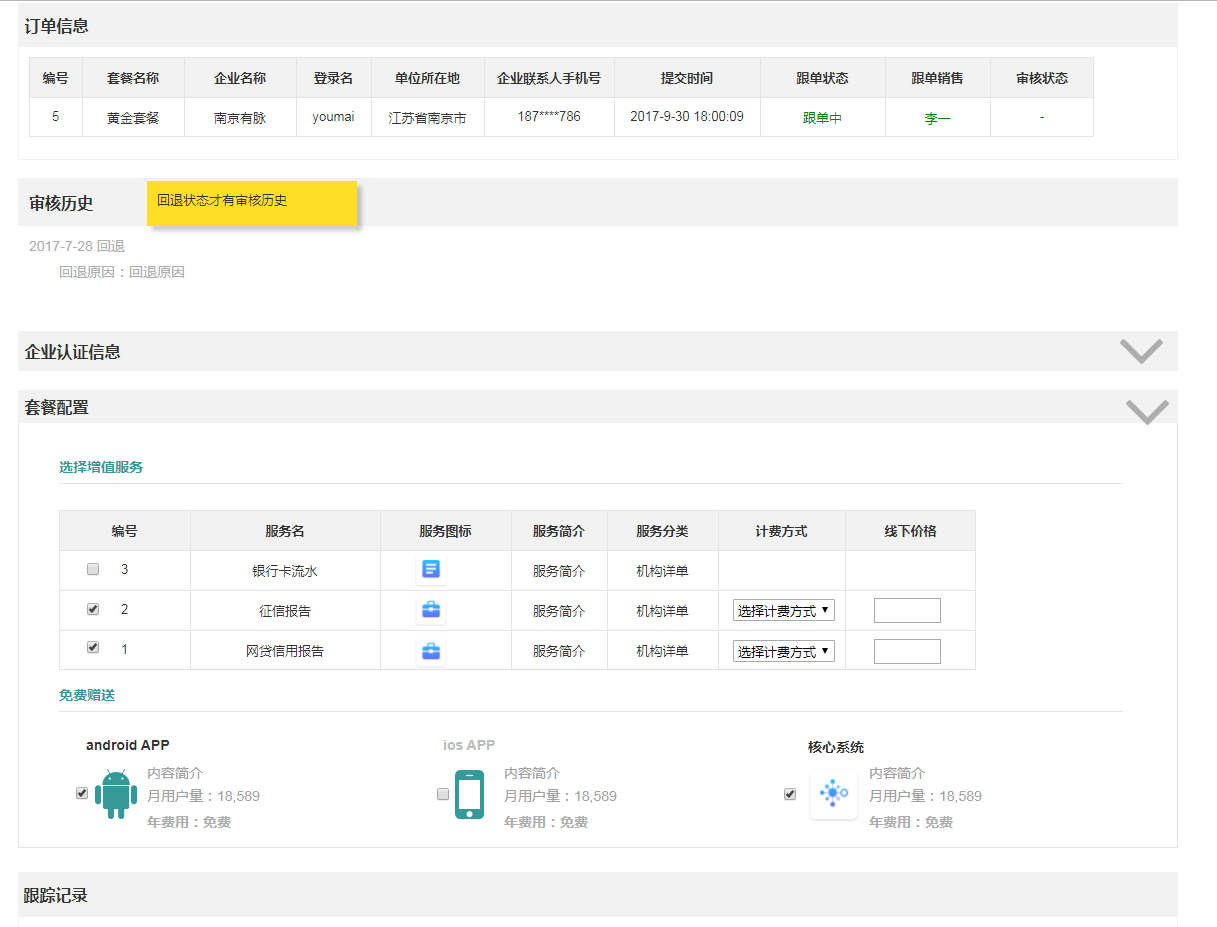 订单信息
编号 套餐名称 企业名称 登录名 单位所在地 企业联系人手机号 提交时间 跟单状态 跟单销售 审核状态
5 黄金套餐 南京有脉 youmai 江苏省南京市 187****786 2017-9-30 18:00:09 跟单中 李一 -
审核历史 回退状态才有审核历史
2017-7-28 回退
回退原因：回退原因
企业认证信息
套餐配置
选择增值服务
编号 服务名 服务图标 服务简介 服务分类 计费方式 线下价格
3 银行卡流水 服务简介 机构详单
2 征信报告 服务简介 机构详单 选择计费方式
1 网贷信用报告 服务简介 机构详单 选择计费方式
免费赠送
android APP ios APP 核心系统
内容简介 内容简介 内容简介
月用户量：18,589 月用户量：18,589 月用户量：18,589
年费用：免费 年费用：免费 年费用：免费
跟踪记录